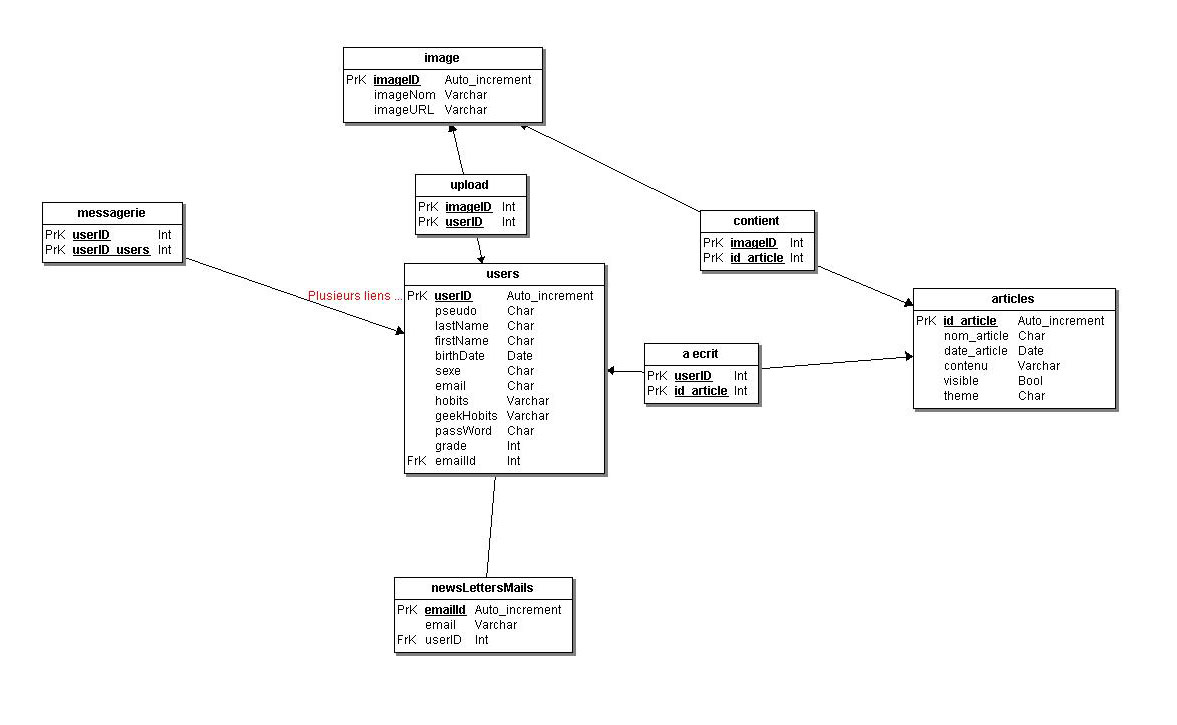 image
PrK imageID Auto_increment
imageNom Varchar
imageURL Varchar
upload
PrK imageID Int
PrK userID Int
messagerie
PrK userID Int
PrK userID_users Int
contient
PrK imageID Int
PrK id_article Int
Plusieurs liens ...
users
PrK userID Auto_increment
pseudo Char
lastName Char
firstName Char
birthDate Date
sexe Char
email Char
hobits Varchar
geekHobits Varchar
passWord Char
grade Int
FrK emailId Int
articles
PrK id_article Auto_increment
nom_article Char
date_article Date
contenu Varchar
visible Bool
theme Char
a ecrit
PrK userID Int
PrK id_article Int
newsLettersMails
PrK emailId Auto_increment
email Varchar
FrK userID Int